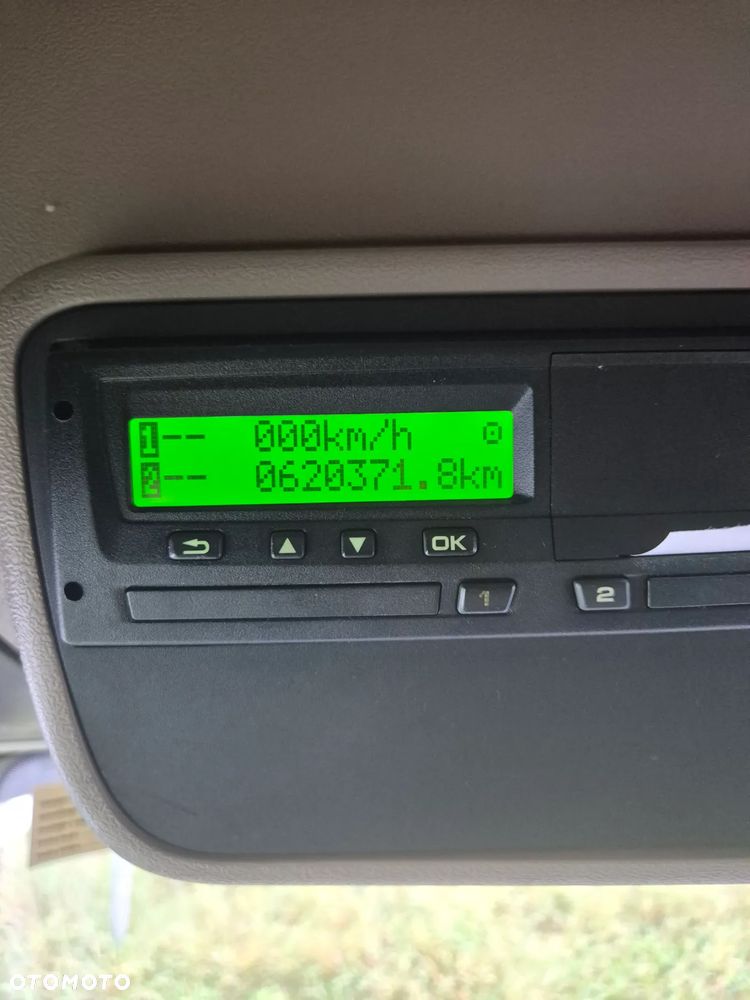 1-- 000km/h
2-- 0620371.8km
OK
1 2
OTOMOTO